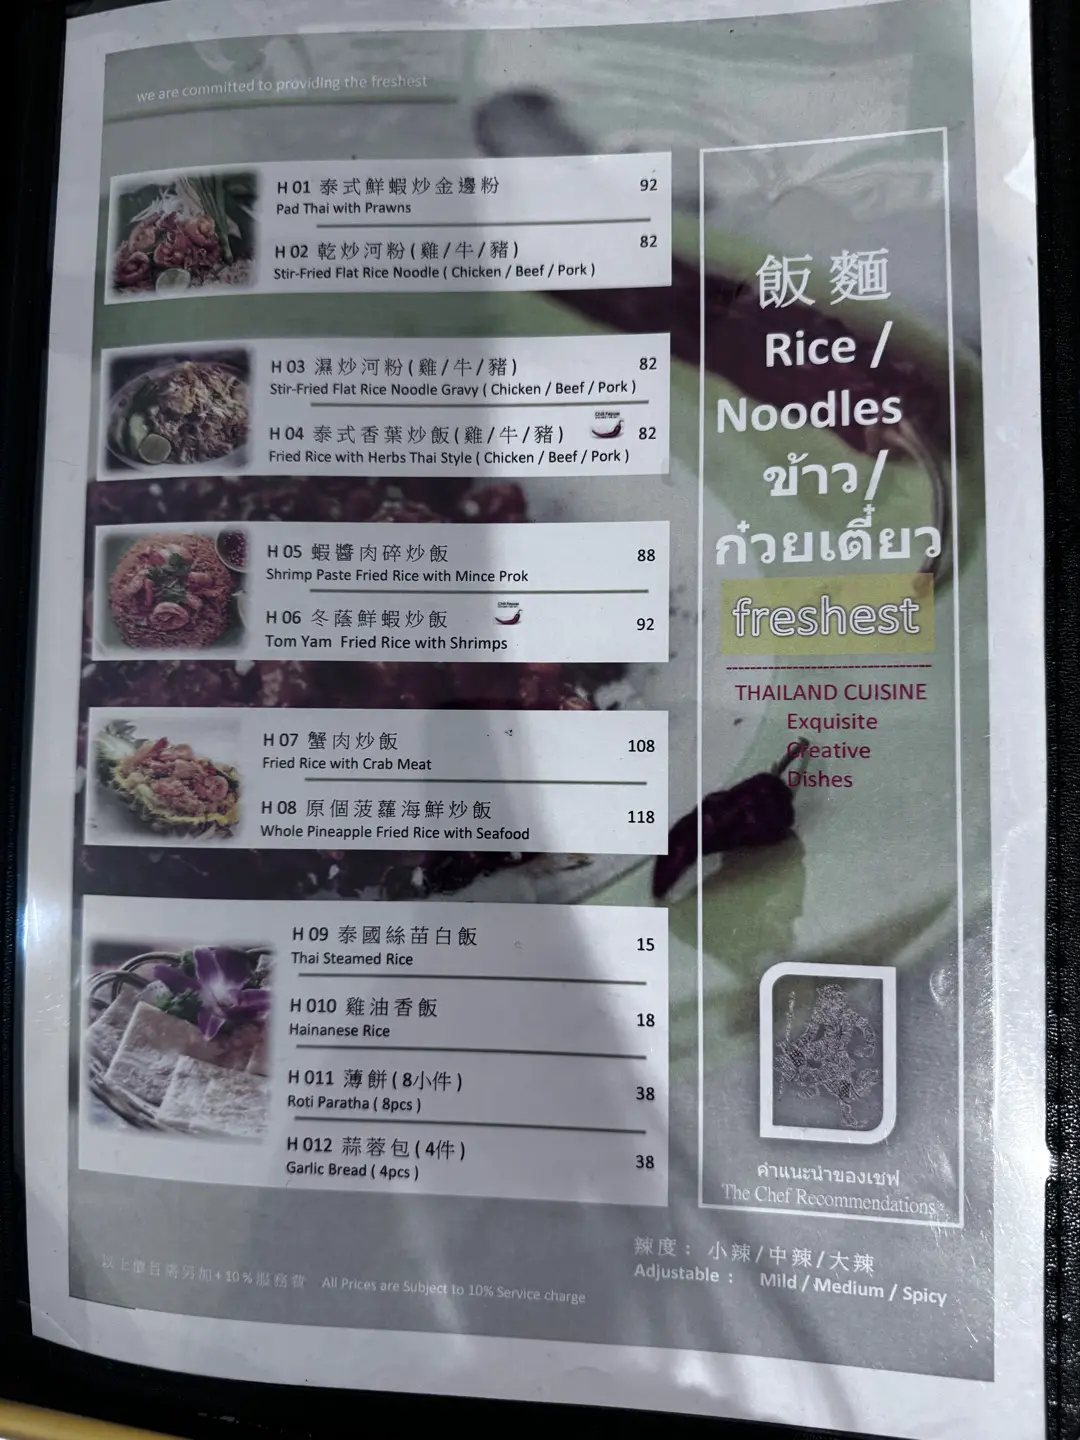 we are committed to providing the freshest
H 01 泰式鮮蝦炒金邊粉 92
Pad Thai with Prawns
H 02 乾炒河粉 ( 雞 / 牛 / 豬 ) 82
Stir-Fried Flat Rice Noodle ( Chicken / Beef / Pork )
H 03 濕炒河粉 ( 雞 / 牛 / 豬 ) 82
Stir-Fried Flat Rice Noodle Gravy ( Chicken / Beef / Pork )
H 04 泰式香葉炒飯 ( 雞 / 牛 / 豬 ) 82
Fried Rice with Herbs Thai Style ( Chicken / Beef / Pork )
H 05 蝦醬肉碎炒飯 88
Shrimp Paste Fried Rice with Mince Prok
H 06 冬蔭鮮蝦炒飯 92
Tom Yam Fried Rice with Shrimps
H 07 蟹肉炒飯 108
Fried Rice with Crab Meat
H 08 原個菠蘿海鮮炒飯 118
Whole Pineapple Fried Rice with Seafood
H 09 泰國絲苗白飯 15
Thai Steamed Rice
H 010 雞油香飯 18
Hainanese Rice
H 011 薄餅 ( 8小件 ) 38
Roti Paratha ( 8pcs )
H 012 蒜蓉包 ( 4件 ) 38
Garlic Bread ( 4pcs )
飯麵
Rice /
Noodles
ข้าว/
ก๋วยเตี๋ยว
freshest
THAILAND CUISINE
Exquisite
Creative
Dishes
คำแนะนำของเชฟ
The Chef Recommendations
辣度 : 小辣 / 中辣 / 大辣
Adjustable : Mild / Medium / Spicy
以上價目需另加+10%服務費 All Prices are Subject to 10% Service charge